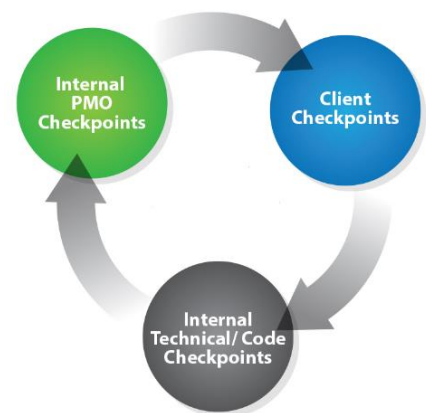 Internal
PMO
Checkpoints
Client
Checkpoints
Internal
Technical/ Code
Checkpoints